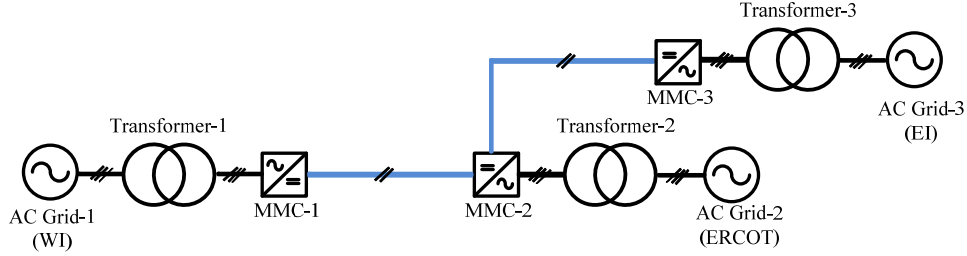 Transformer-3
MMC-3
AC Grid-3
(EI)
Transformer-1
Transformer-2
MMC-1
MMC-2
AC Grid-1
(WI)
AC Grid-2
(ERCOT)